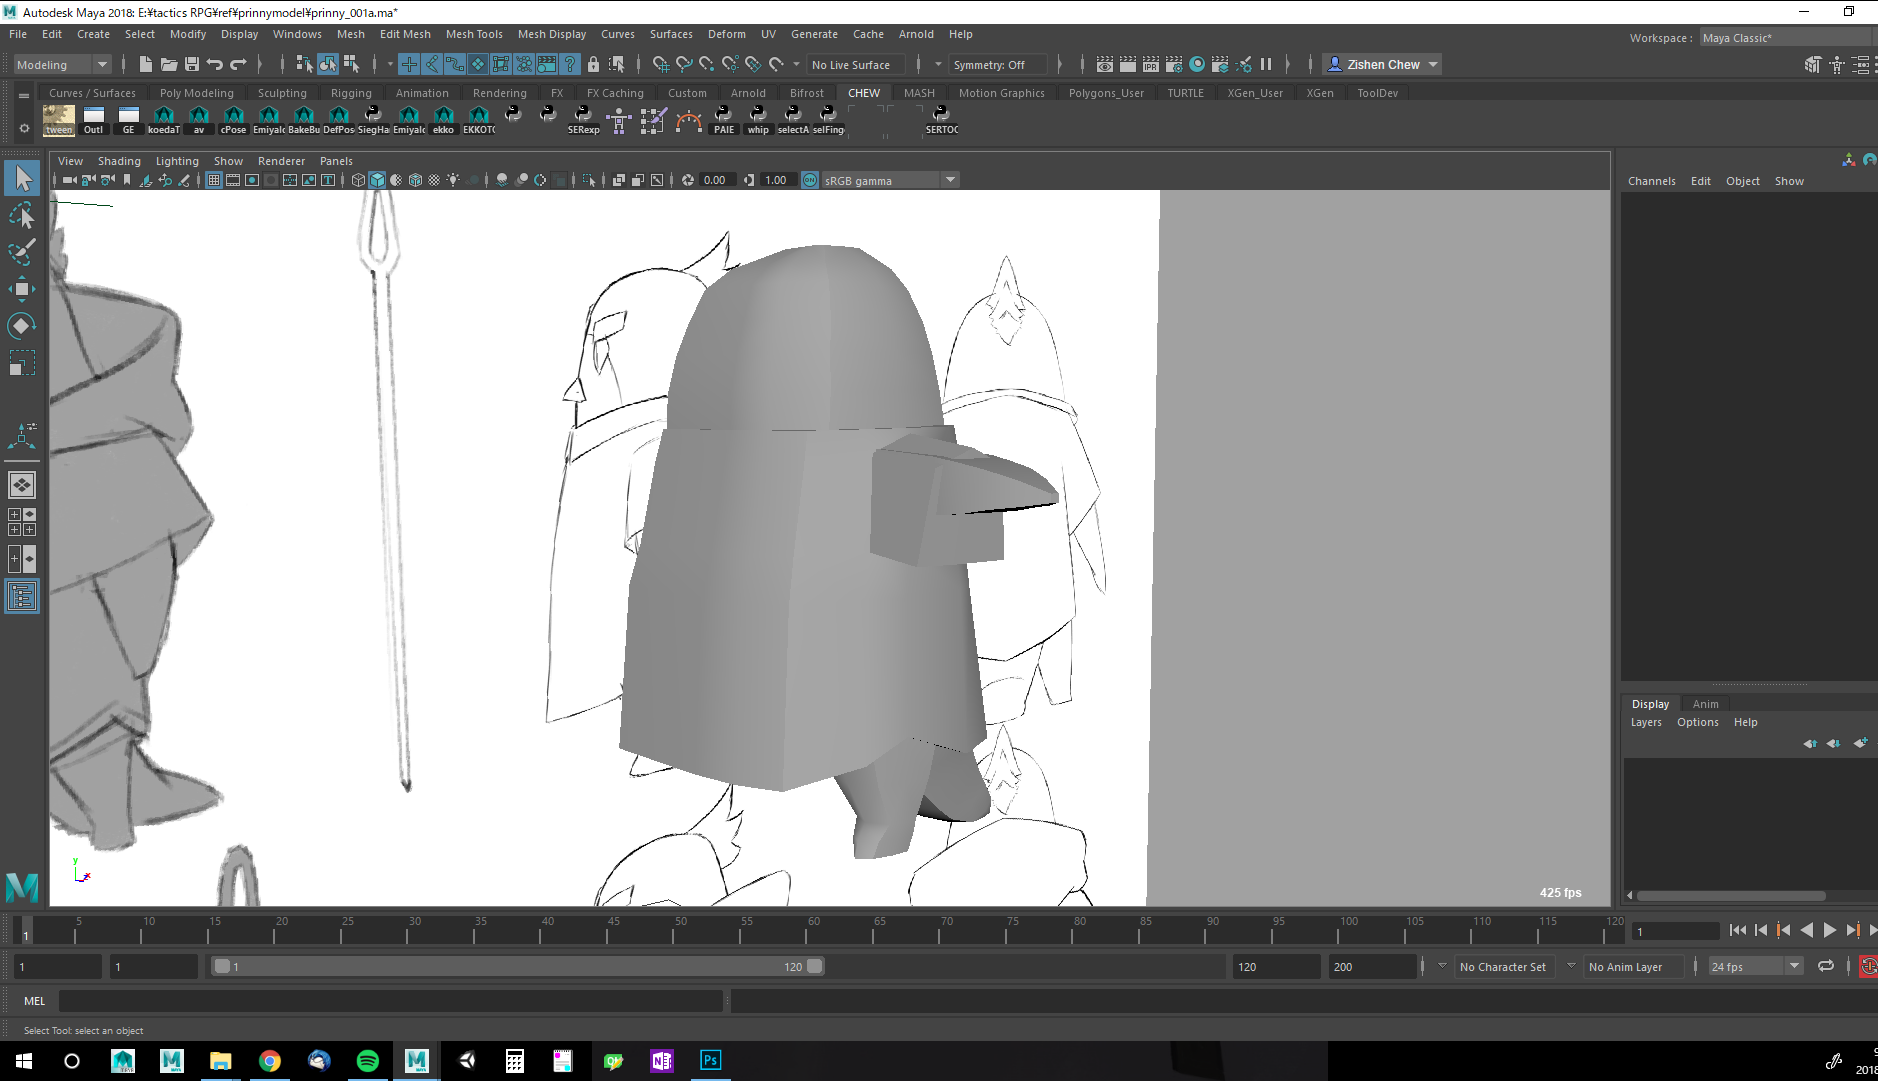 Autodesk Maya 2018: E:¥tactics RPG¥ref¥prinnymodel¥prinny_001a.ma*
File Edit Create Select Modify Display Windows Mesh Edit Mesh Mesh Tools Mesh Display Curves Surfaces Deform UV Generate Cache Arnold Help
Workspace : Maya Classic*
Modeling No Live Surface Symmetry: Off Zishen Chew
Curves / Surfaces Poly Modeling Sculpting Rigging Animation Rendering FX FX Caching Custom Arnold Bifrost CHEW MASH Motion Graphics Polygons_User TURTLE XGen_User XGen ToolDev
tween Outl GE koedaT av cPose Emiyalc BakeBu DefPos SiegHa Emiyalc ekko EKKOTC SERexp PAIE whip selectA selFing SERTOC
View Shading Lighting Show Renderer Panels
0.00 1.00 ON sRGB gamma
Channels Edit Object Show
Display Anim
Layers Options Help
y
x
425 fps
5 10 15 20 25 30 35 40 45 50 55 60 65 70 75 80 85 90 95 100 105 110 115 120
1 1
1 1 1 120 120 200 No Character Set No Anim Layer 24 fps
MEL
Select Tool: select an object
Ps
2018